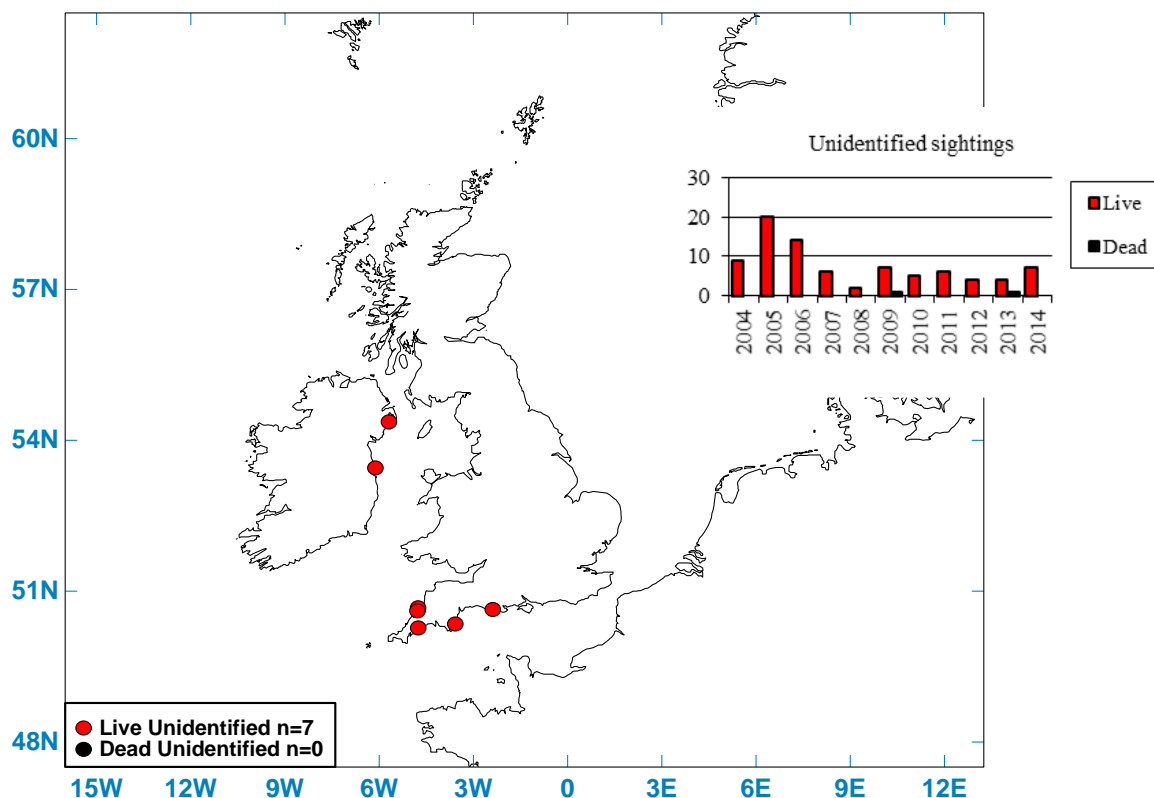 60N
57N
54N
51N
48N
Unidentified sightings
30
20
10
0
2004
2005
2006
2007
2008
2009
2010
2011
2012
2013
2014
Live
Dead
Live Unidentified n=7
Dead Unidentified n=0
15W 12W 9W 6W 3W 0 3E 6E 9E 12E